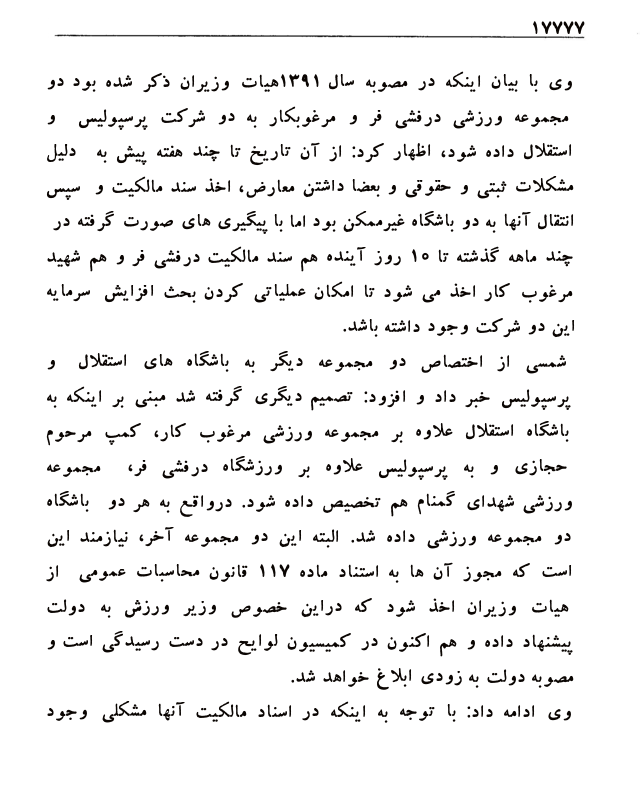 ۱۷۷۷۷
وی با بیان اینکه در مصوبه سال ۱۳۹۱هیات وزیران ذکر شده بود دو
مجموعه ورزشی درفشی فر و مرغوبکار به دو شرکت پرسپولیس و
استقلال داده شود، اظهار کرد: از آن تاریخ تا چند هفته پیش به دلیل
مشکلات ثبتی و حقوقی و بعضا داشتن معارض، اخذ سند مالکیت و سپس
انتقال آنها به دو باشگاه غیرممکن بود اما با پیگیری های صورت گرفته در
چند ماهه گذشته تا ۱۰ روز آینده هم سند مالکیت درفشی فر و هم شهید
مرغوب کار اخذ می شود تا امکان عملیاتی کردن بحث افزایش سرمایه
این دو شرکت وجود داشته باشد.
شمسی از اختصاص دو مجموعه دیگر به باشگاه های استقلال و
پرسپولیس خبر داد و افزود: تصمیم دیگری گرفته شد مبنی بر اینکه به
باشگاه استقلال علاوه بر مجموعه ورزشی مرغوب کار، کمپ مرحوم
حجازی و به پرسپولیس علاوه بر ورزشگاه درفشی فر، مجموعه
ورزشی شهدای گمنام هم تخصیص داده شود. درواقع به هر دو باشگاه
دو مجموعه ورزشی داده شد. البته این دو مجموعه آخر، نیازمند این
است که مجوز آن ها به استناد ماده ۱۱۷ قانون محاسبات عمومی از
هیات وزیران اخذ شود که دراین خصوص وزیر ورزش به دولت
پیشنهاد داده و هم اکنون در کمیسیون لوایح در دست رسیدگی است و
مصوبه دولت به زودی ابلاغ خواهد شد.
وی ادامه داد: با توجه به اینکه در اسناد مالکیت آنها مشکلی وجود